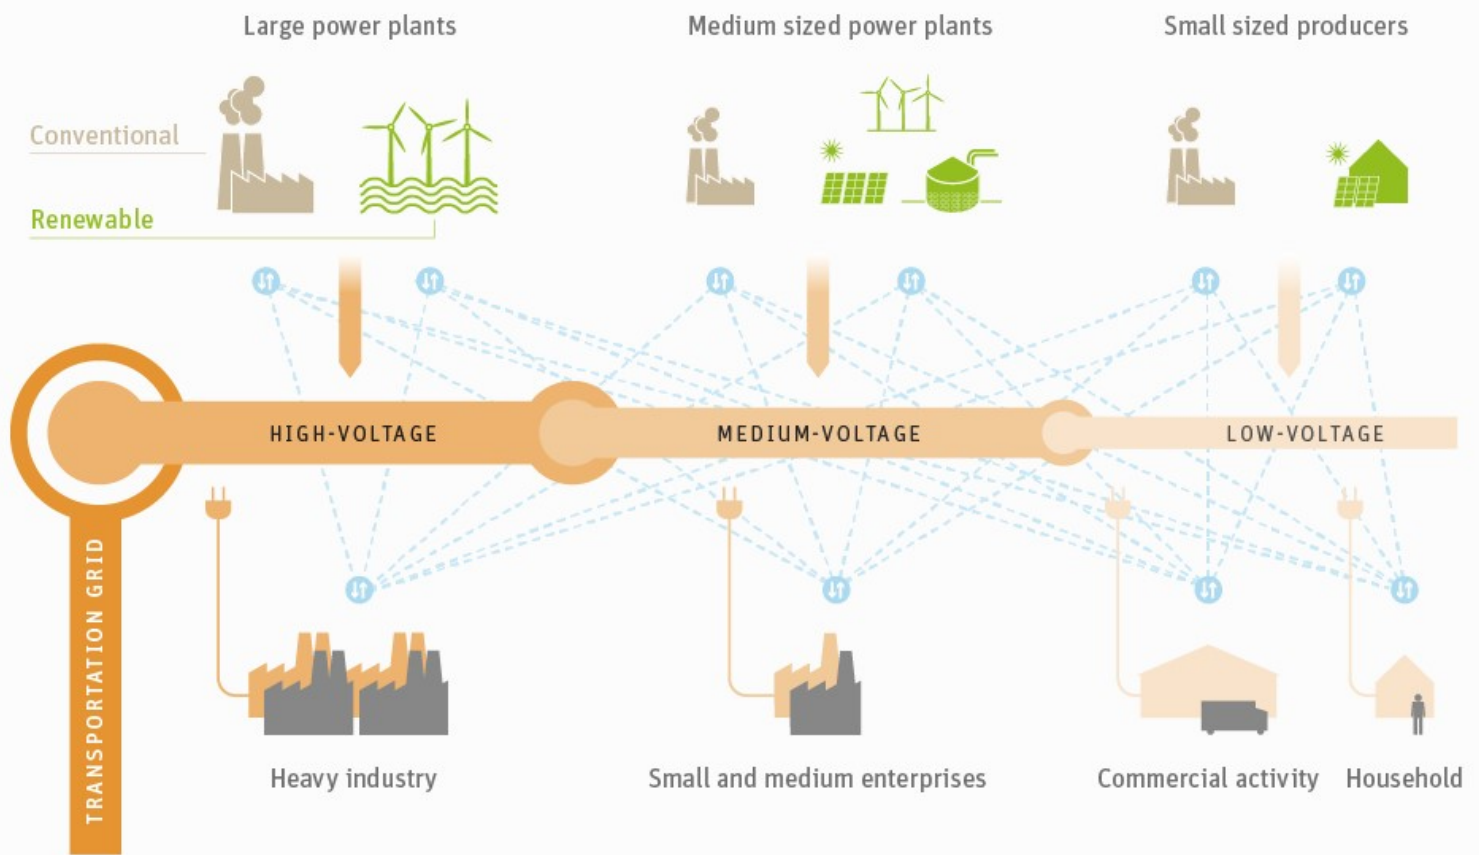 Large power plants
Medium sized power plants
Small sized producers
Conventional
Renewable
HIGH-VOLTAGE
MEDIUM-VOLTAGE
LOW-VOLTAGE
TRANSPORTATION GRID
Heavy industry
Small and medium enterprises
Commercial activity
Household